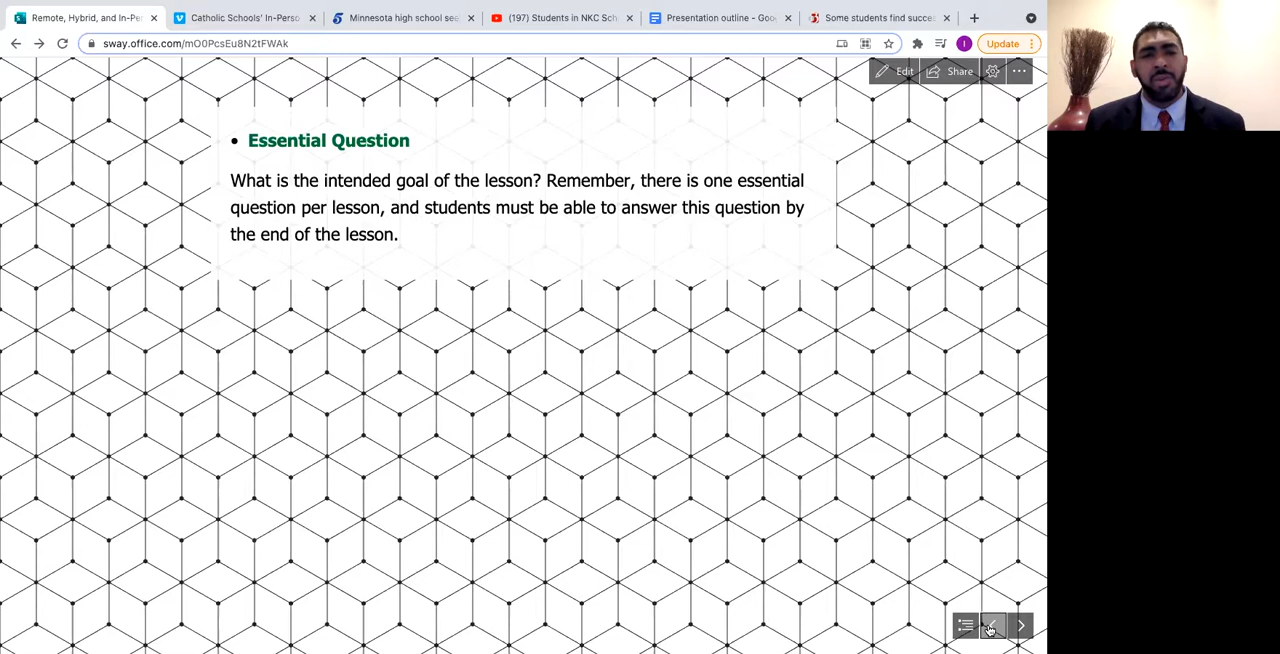 Remote, Hybrid, and In-Pe
Catholic Schools' In-Perso
Minnesota high school see
(197) Students in NKC Sch
Presentation outline - Goo
Some students find succe
sway.office.com/mO0PcsEu8N2tFWAk
I
Update
Edit
Share
• Essential Question
What is the intended goal of the lesson? Remember, there is one essential
question per lesson, and students must be able to answer this question by
the end of the lesson.